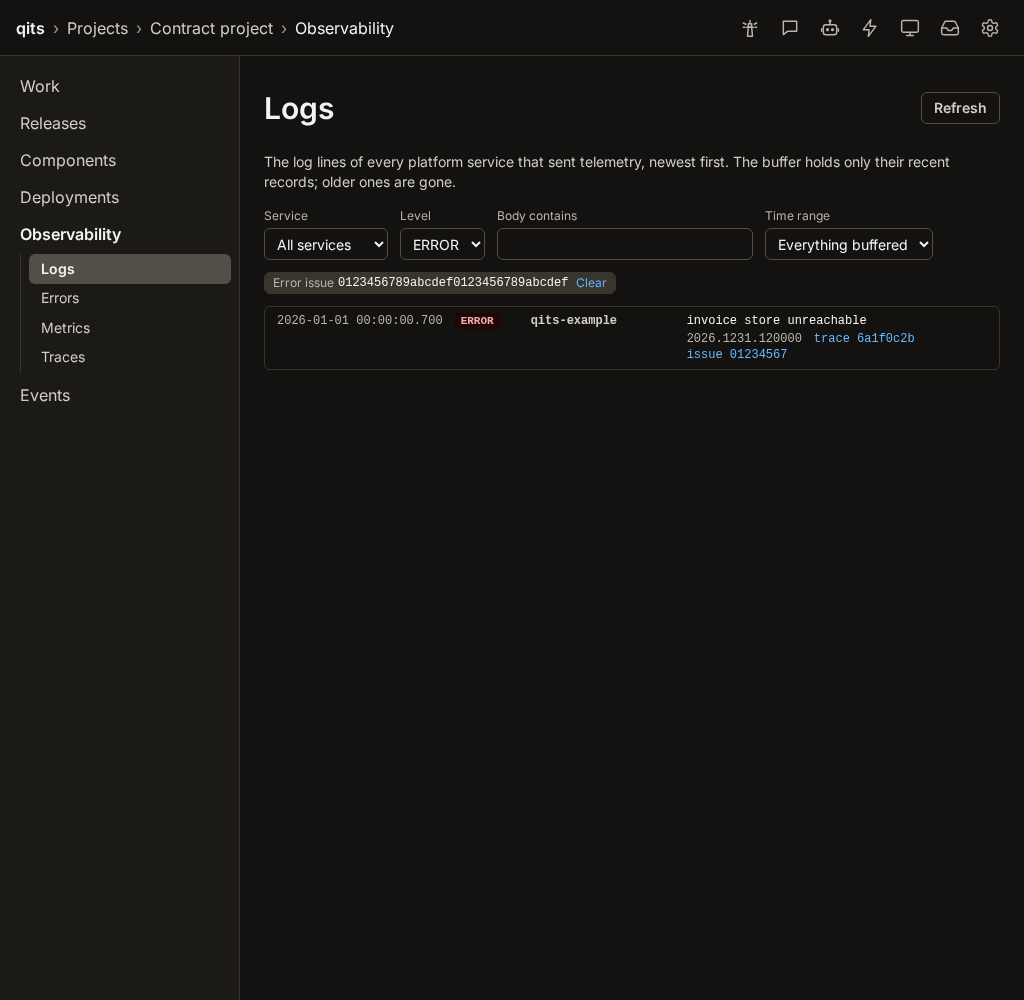 qits › Projects › Contract project › Observability
Work
Releases
Components
Deployments
Observability
Logs
Errors
Metrics
Traces
Events
Logs
Refresh
The log lines of every platform service that sent telemetry, newest first. The buffer holds only their recent
records; older ones are gone.
Service Level Body contains Time range
All services ERROR Everything buffered
Error issue 0123456789abcdef0123456789abcdef Clear
2026-01-01 00:00:00.700 ERROR qits-example invoice store unreachable
2026.1231.120000 trace 6a1f0c2b
issue 01234567